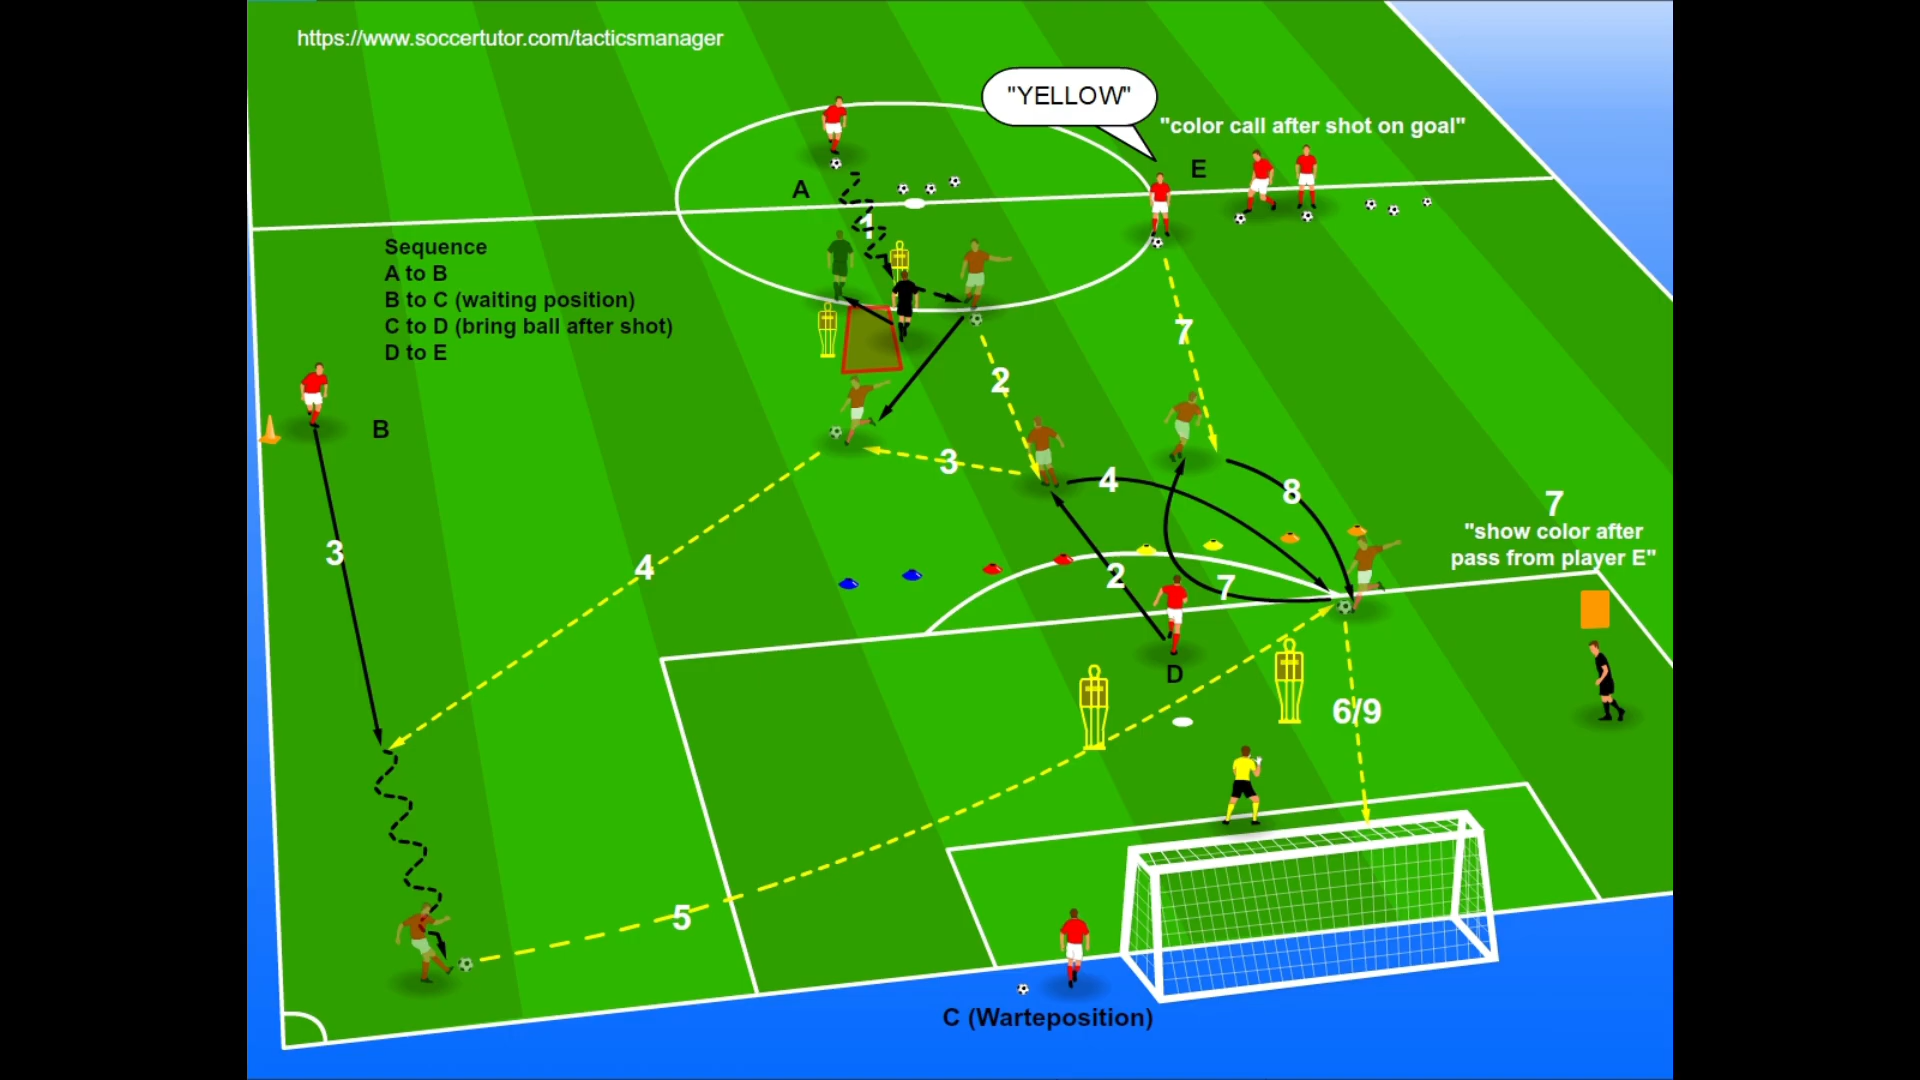 https://www.soccertutor.com/tacticsmanager
"YELLOW"
"color call after shot on goal"
E
A
1
Sequence
A to B
B to C (waiting position)
C to D (bring ball after shot)
D to E
7
2
B
3
4
8
7
"show color after
pass from player E"
3
4
2
7
D
6/9
5
C (Warteposition)